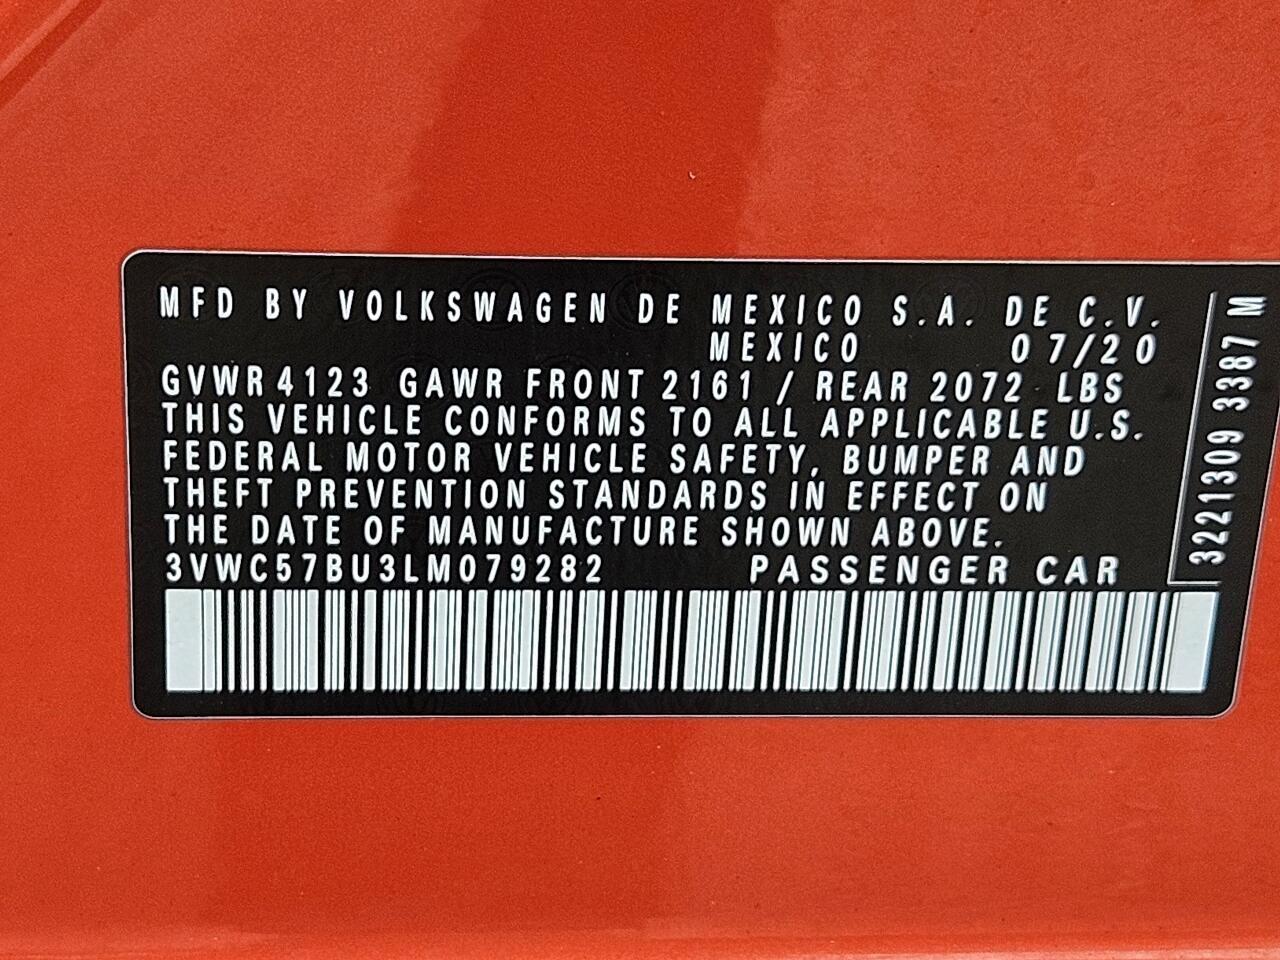 MFD BY VOLKSWAGEN DE MEXICO S.A. DE C.V.
MEXICO 07/20
GVWR 4123 GAWR FRONT 2161 / REAR 2072 LBS
THIS VEHICLE CONFORMS TO ALL APPLICABLE U.S.
FEDERAL MOTOR VEHICLE SAFETY, BUMPER AND
THEFT PREVENTION STANDARDS IN EFFECT ON
THE DATE OF MANUFACTURE SHOWN ABOVE.
3VWC57BU3LM079282 PASSENGER CAR
3221309 3387 M